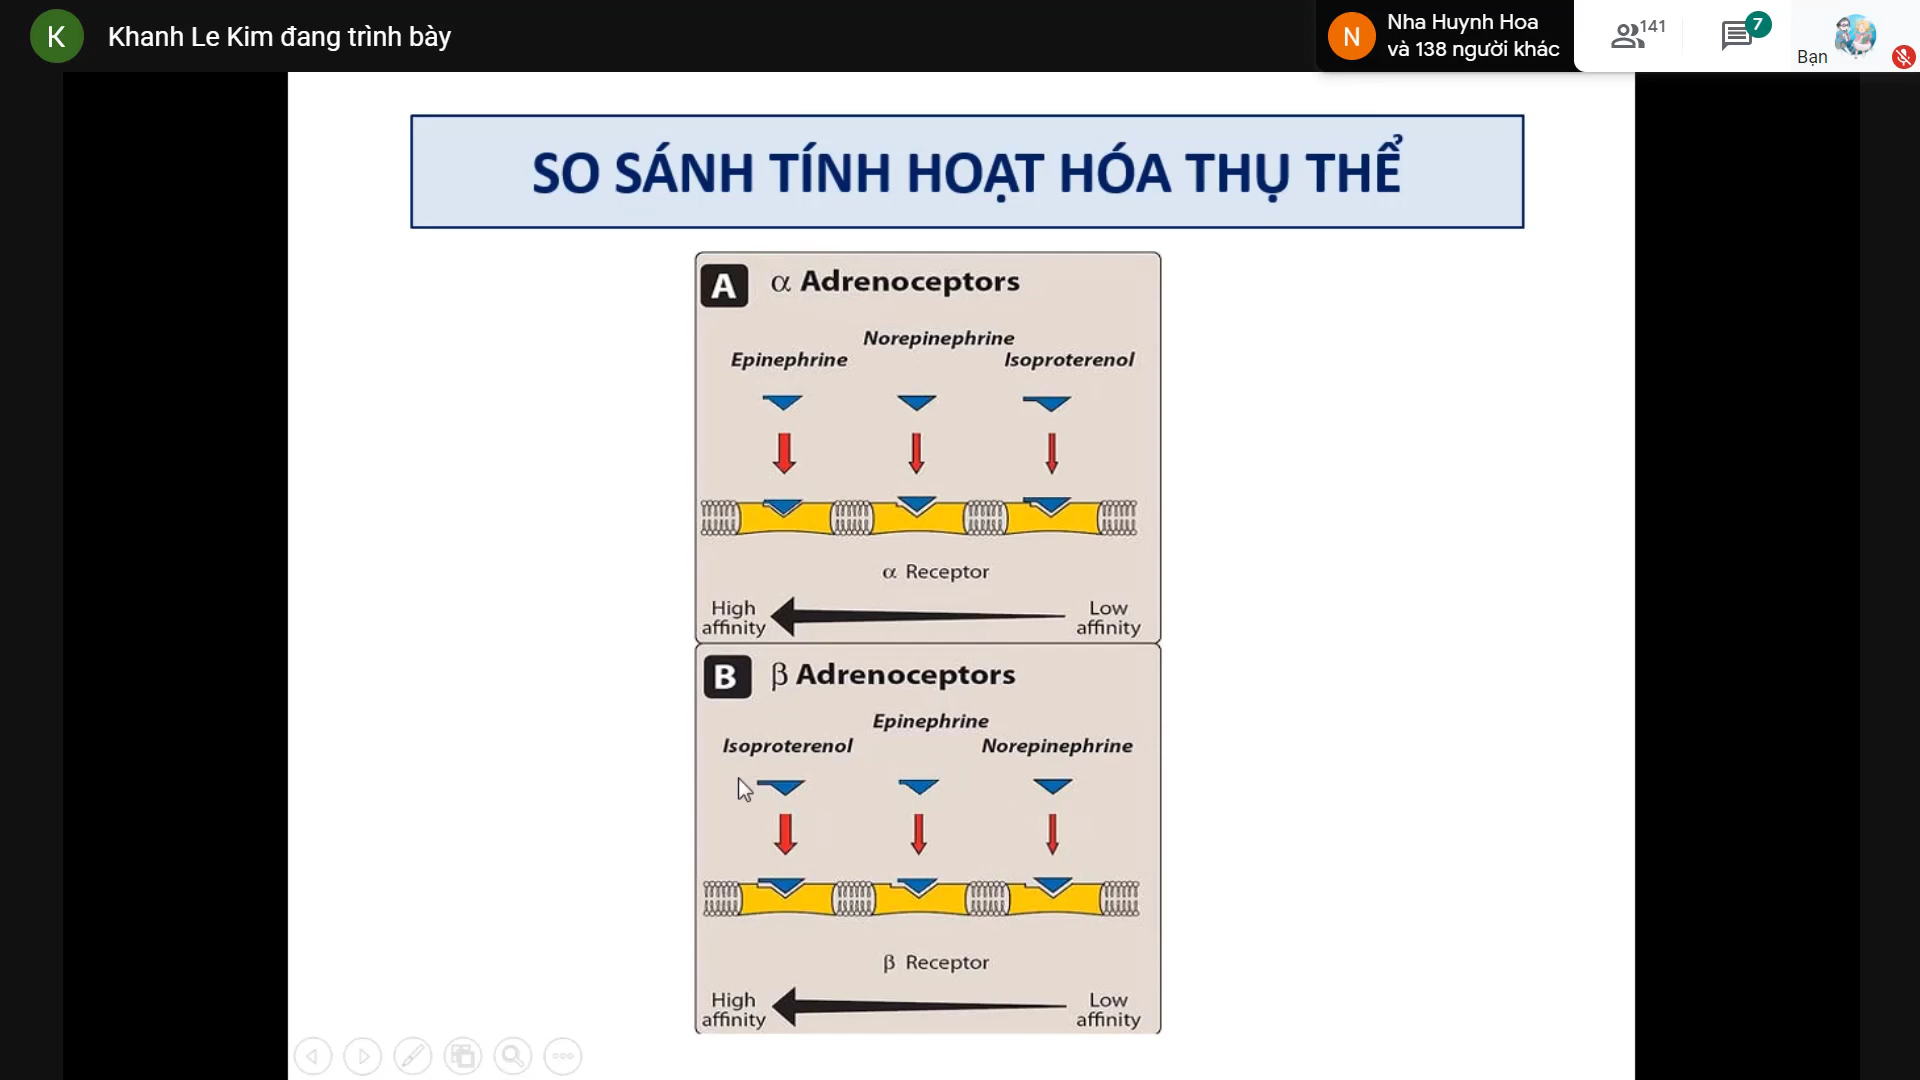 K
Khanh Le Kim đang trình bày
N
Nha Huynh Hoa
và 138 người khác
141
7
Bạn
SO SÁNH TÍNH HOẠT HÓA THỤ THỂ
A
α Adrenoceptors
Norepinephrine
Epinephrine
Isoproterenol
α Receptor
High
affinity
Low
affinity
B
β Adrenoceptors
Epinephrine
Isoproterenol
Norepinephrine
β Receptor
High
affinity
Low
affinity